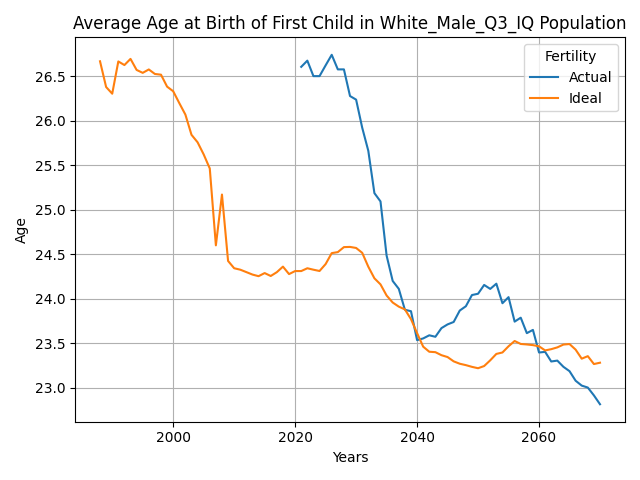 Average Age at Birth of First Child in White_Male_Q3_IQ Population
Fertility
Actual
Ideal
26.5
26.0
25.5
25.0
24.5
24.0
23.5
23.0
Age
2000
2020
2040
2060
Years